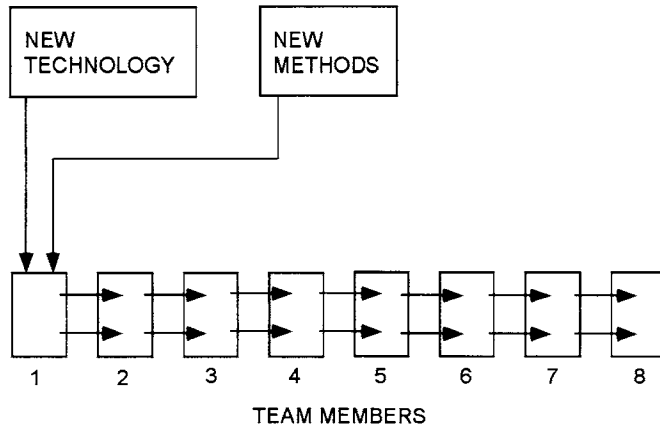 NEW
TECHNOLOGY
NEW
METHODS
1 2 3 4 5 6 7 8
TEAM MEMBERS